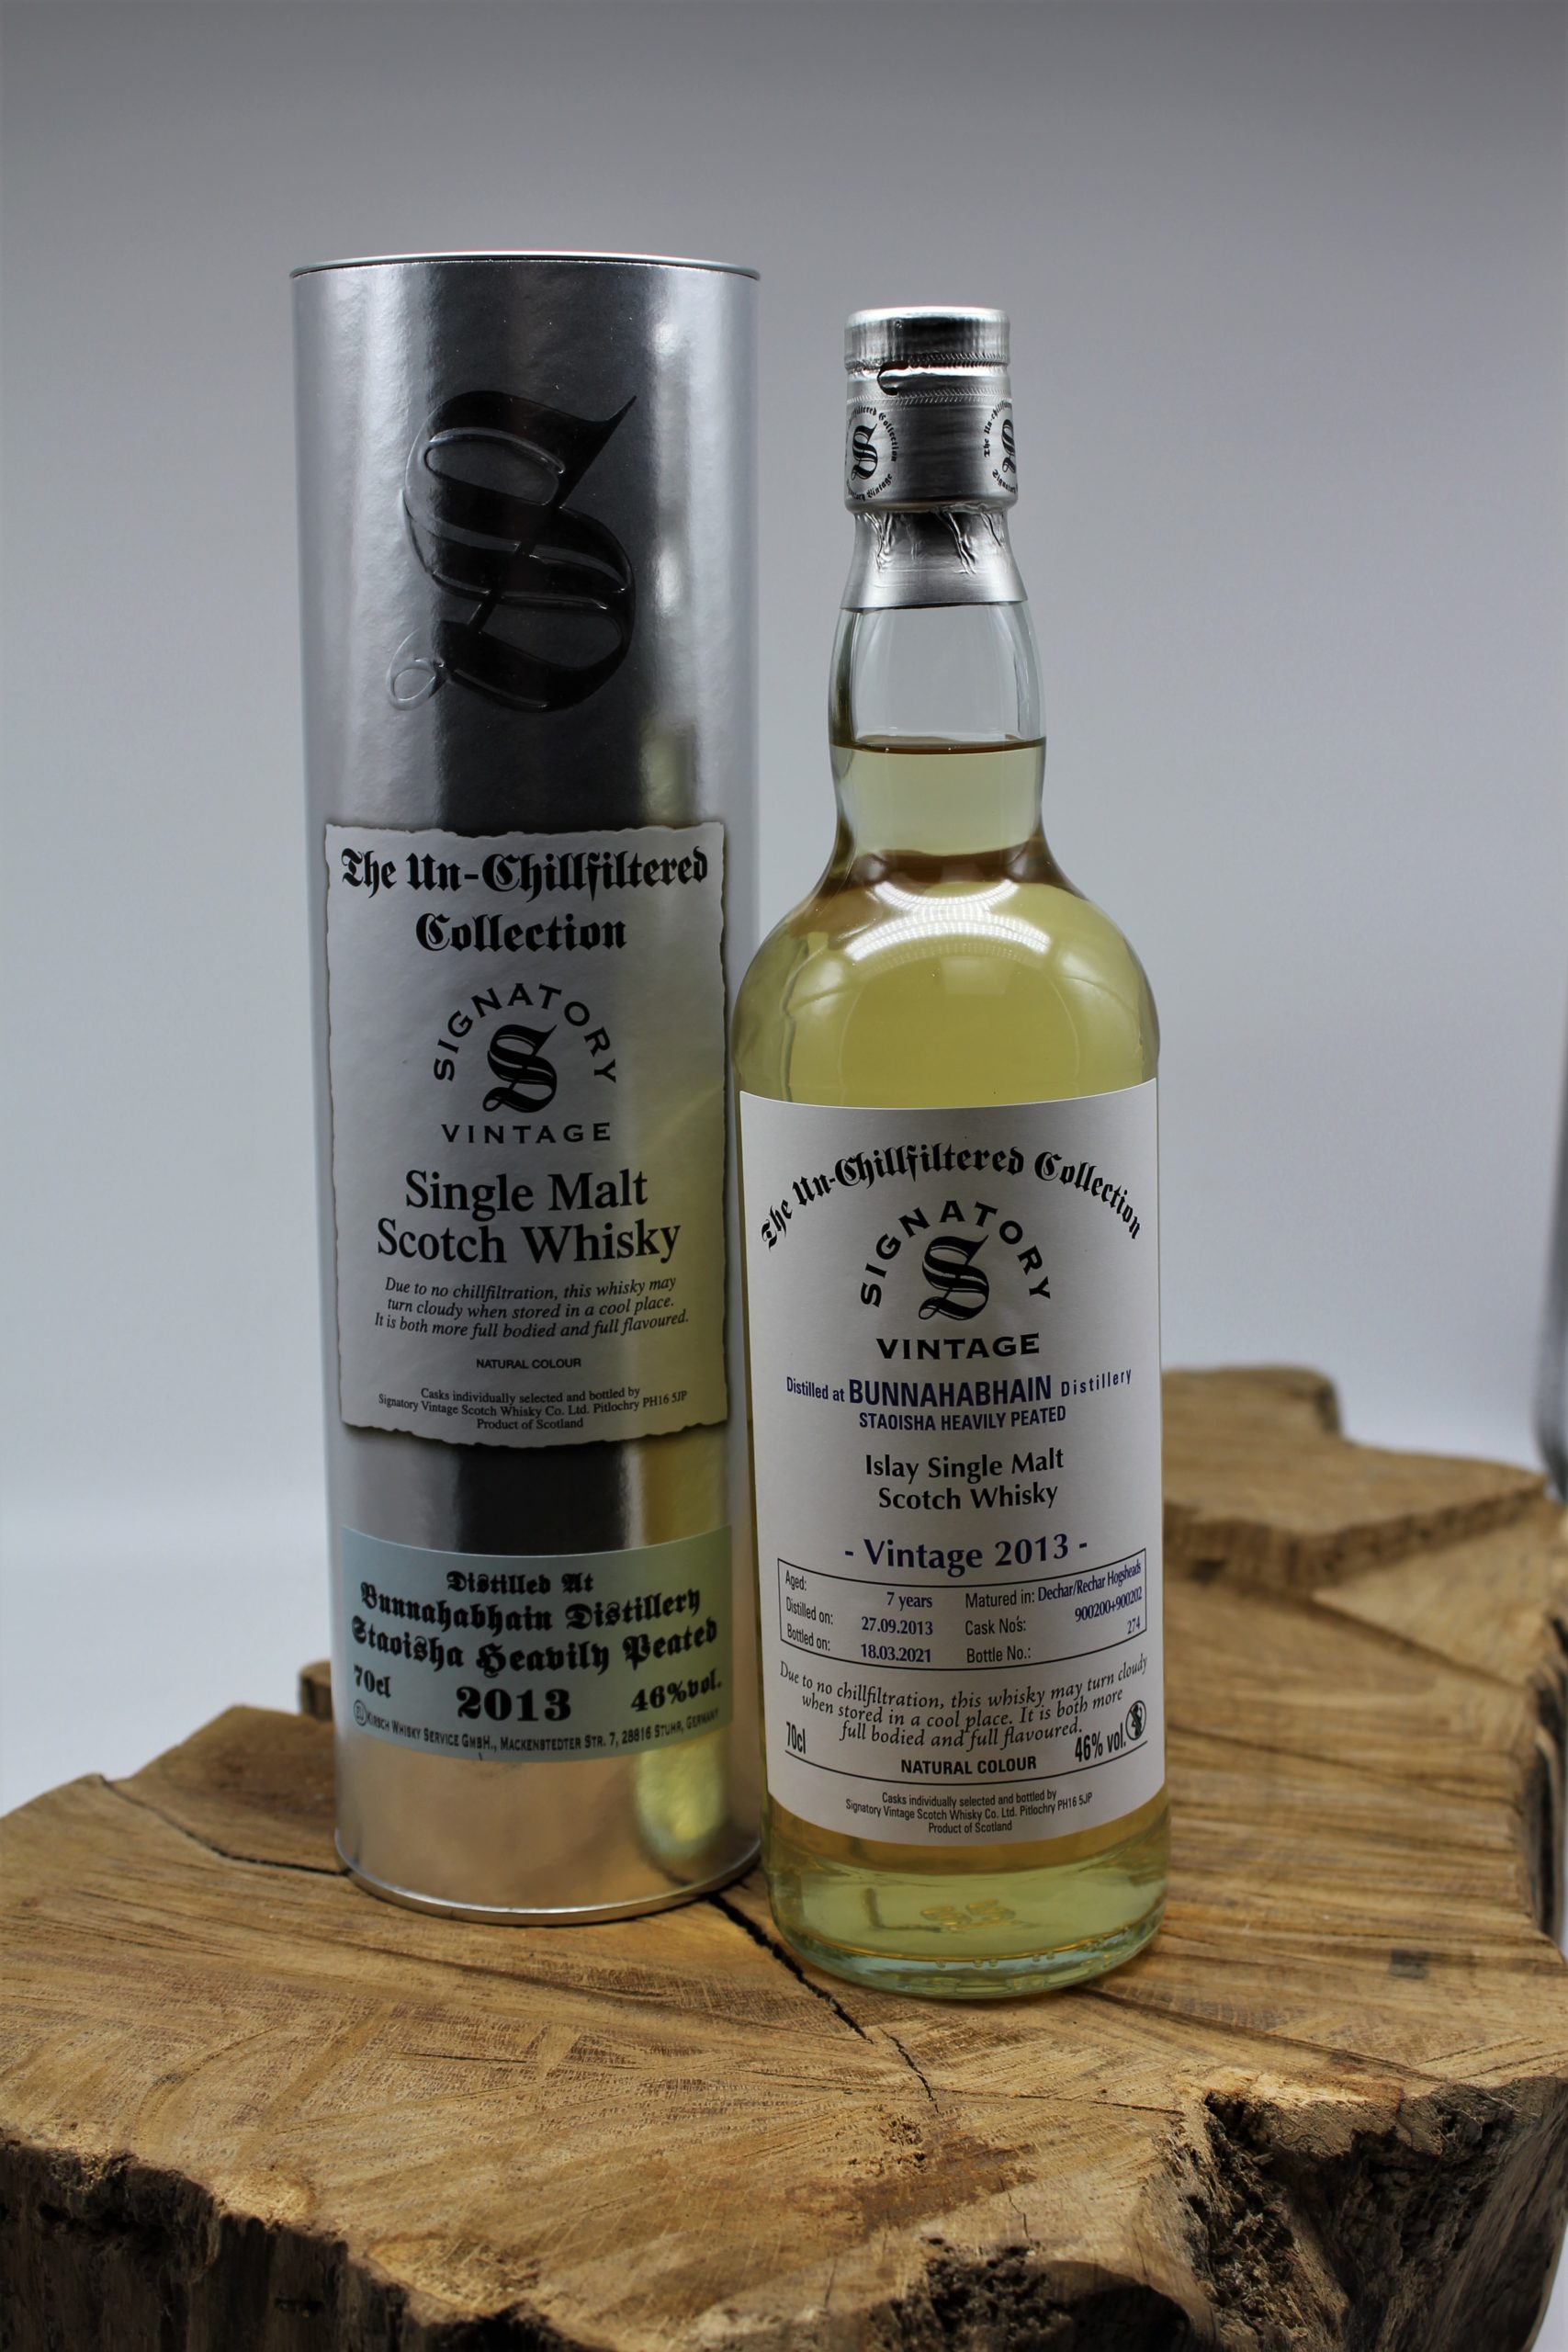 The Un-Chillfiltered
Collection
SIGNATORY
S
VINTAGE
Single Malt
Scotch Whisky
Due to no chillfiltration, this whisky may
turn cloudy when stored in a cool place.
It is both more full bodied and full flavoured.
NATURAL COLOUR
Casks individually selected and bottled by
Signatory Vintage Scotch Whisky Co. Ltd. Pitlochry PH16 5JP
Product of Scotland
Distilled At
Bunnahabhain Distillery
Staoisha Heavily Peated
70cl 2013 46%vol.
Kirsch Whisky Service GmbH., Mackenstedter Str. 7, 28816 Stuhr, Germany
The Un-Chillfiltered Collection
SIGNATORY
S
VINTAGE
Distilled at BUNNAHABHAIN Distillery
STAOISHA HEAVILY PEATED
Islay Single Malt
Scotch Whisky
- Vintage 2013 -
Aged: 7 years Matured in: Dechar/Rechar Hogsheads
Distilled on: 27.09.2013 Cask No's: 900200+900202
Bottled on: 18.03.2021 Bottle No.: 274
Due to no chillfiltration, this whisky may turn cloudy
when stored in a cool place. It is both more
full bodied and full flavoured.
70cl 46% vol.
NATURAL COLOUR
Casks individually selected and bottled by
Signatory Vintage Scotch Whisky Co. Ltd. Pitlochry PH16 5JP
Product of Scotland